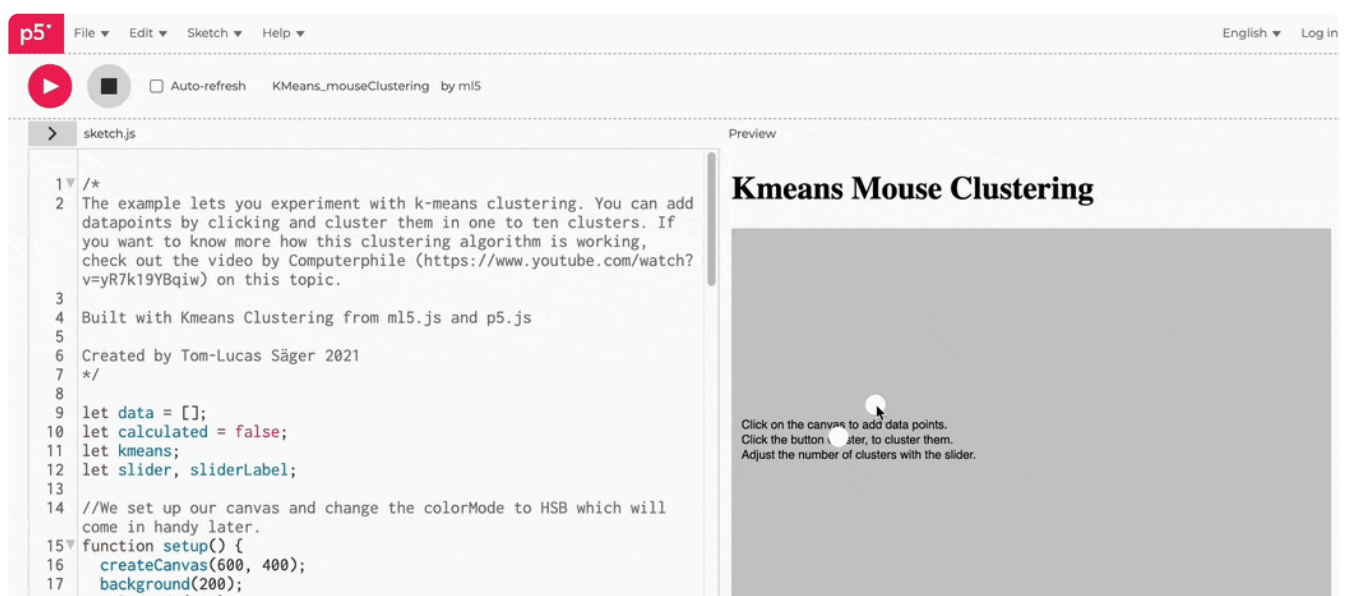 p5*
File ▼ Edit ▼ Sketch ▼ Help ▼ English ▼ Log in
Auto-refresh KMeans_mouseClustering by ml5
sketch.js
1 /*
2 The example lets you experiment with k-means clustering. You can add
datapoints by clicking and cluster them in one to ten clusters. If
you want to know more how this clustering algorithm is working,
check out the video by Computerphile (https://www.youtube.com/watch?
v=yR7k19YBqiw) on this topic.
3
4 Built with Kmeans Clustering from ml5.js and p5.js
5
6 Created by Tom-Lucas Säger 2021
7 */
8
9 let data = [];
10 let calculated = false;
11 let kmeans;
12 let slider, sliderLabel;
13
14 //We set up our canvas and change the colorMode to HSB which will
come in handy later.
15 function setup() {
16 createCanvas(600, 400);
17 background(200);
Preview
Kmeans Mouse Clustering
Click on the canvas to add data points.
Click the button ster, to cluster them.
Adjust the number of clusters with the slider.